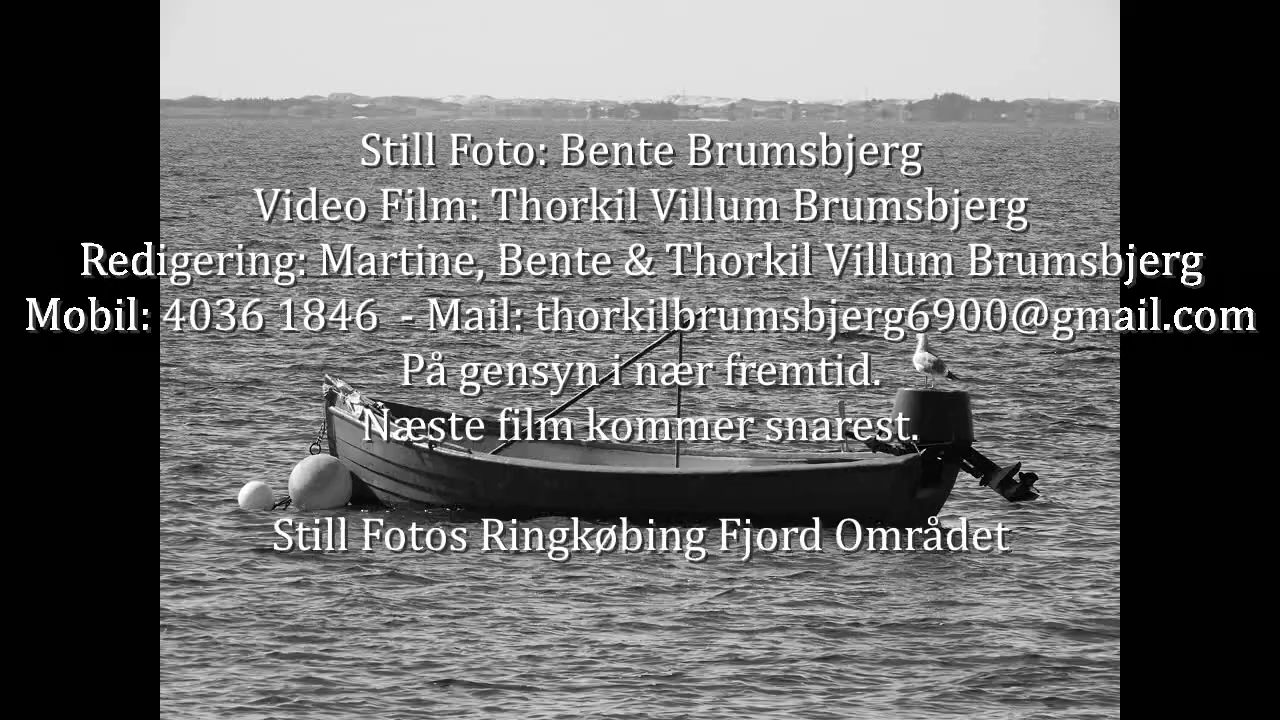 Still Foto: Bente Brumsbjerg
Video Film: Thorkil Villum Brumsbjerg
Redigering: Martine, Bente & Thorkil Villum Brumsbjerg
Mobil: 4036 1846 - Mail: thorkilbrumsbjerg6900@gmail.com
På gensyn i nær fremtid.
Næste film kommer snarest.
Still Fotos Ringkøbing Fjord Området